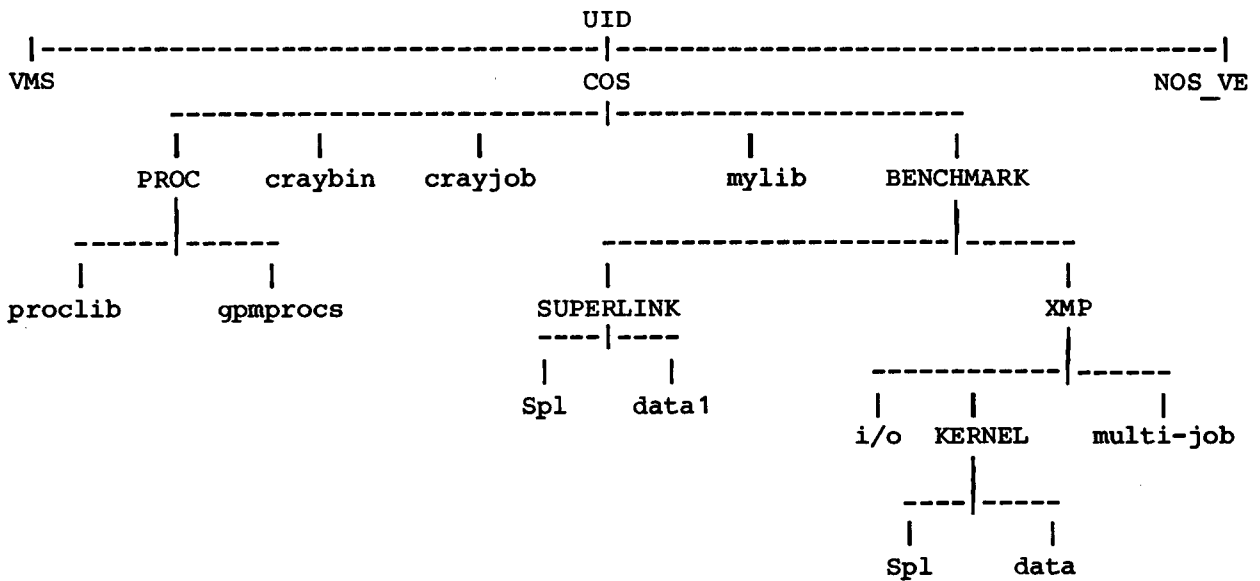 UID
VMS COS NOS_VE
PROC craybin crayjob mylib BENCHMARK
proclib gpmprocs SUPERLINK XMP
Spl data1
i/o KERNEL multi-job
Spl data